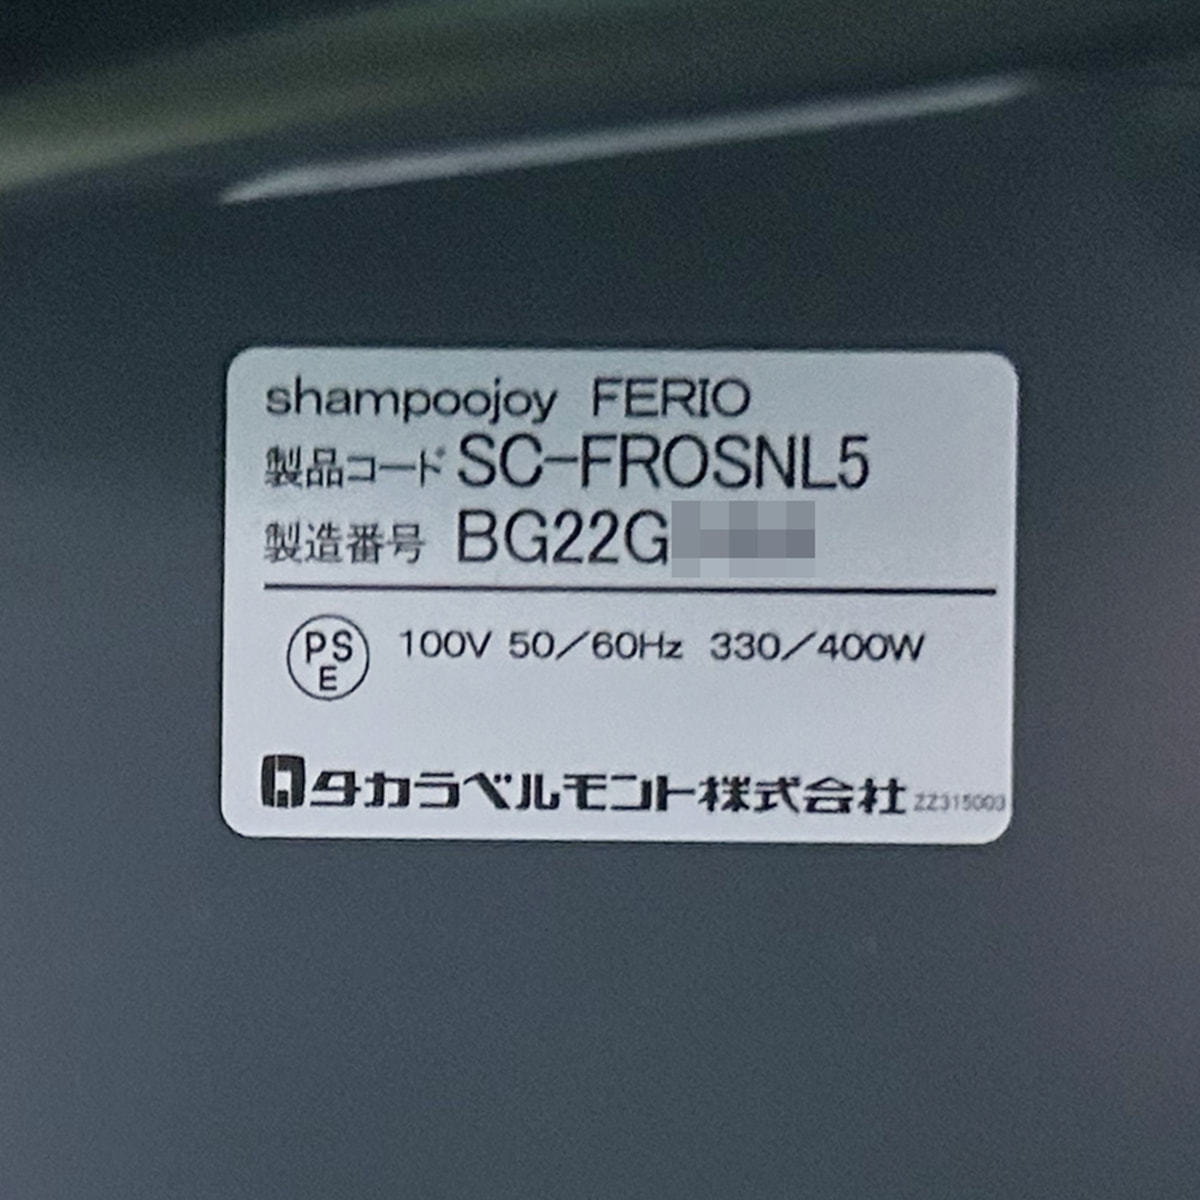 shampoojoy FERIO
製品コード SC-FROSNL5
製造番号 BG22G
PSE 100V 50/60Hz 330/400W
タカラベルモント株式会社 ZZ315003